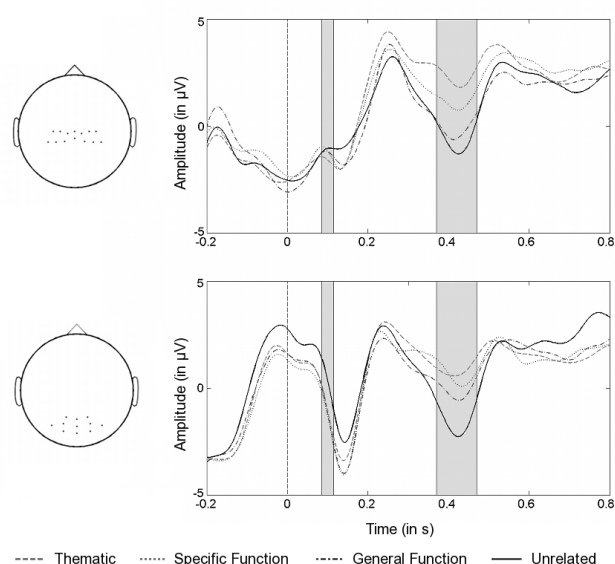 5
Amplitude (in µV)
0
-5
-0.2 0 0.2 0.4 0.6 0.8
5
Amplitude (in µV)
0
-5
-0.2 0 0.2 0.4 0.6 0.8
Time (in s)
Thematic Specific Function General Function Unrelated